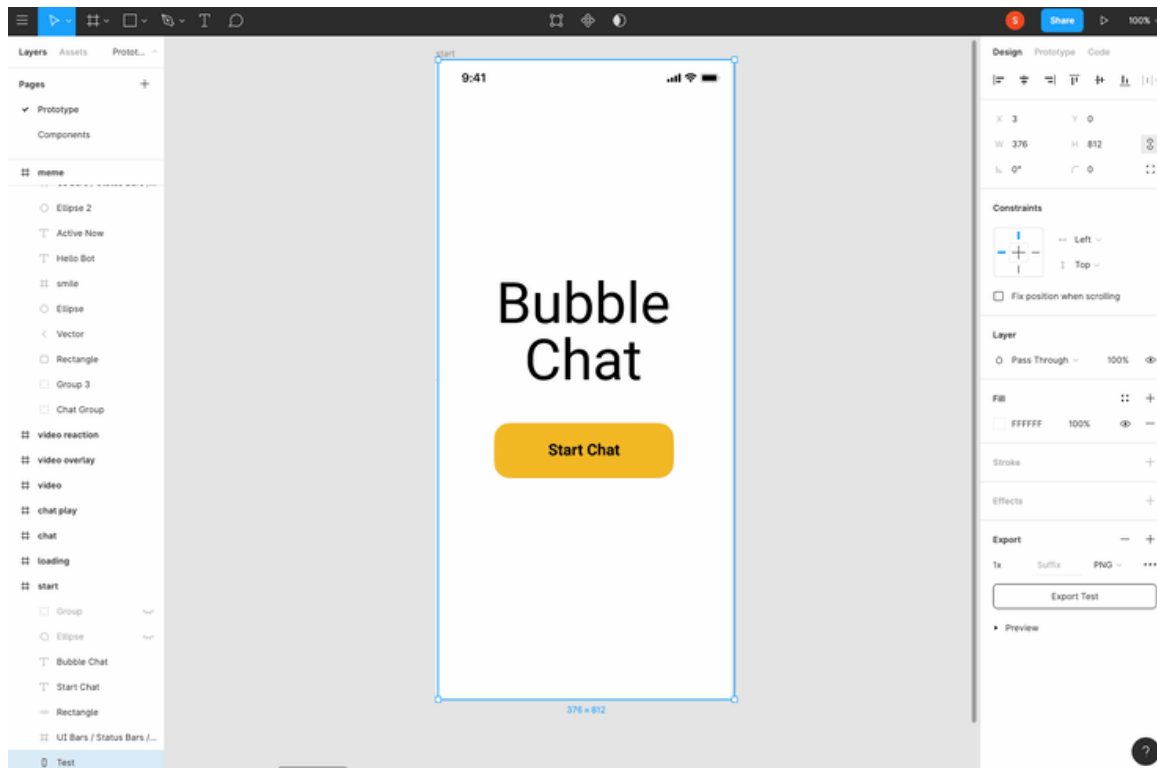 S
Share
100%
Layers Assets Protot...
Pages
Prototype
Components
meme
Ellipse 2
Active Now
Hello Bot
smile
Ellipse
Vector
Rectangle
Group 3
Chat Group
video reaction
video overlay
video
chat play
chat
loading
start
Group
Ellipse
Bubble Chat
Start Chat
Rectangle
UI Bars / Status Bars /...
Test
start
9:41
Bubble
Chat
Start Chat
376 × 812
Design Prototype Code
X 3 Y 0
W 376 H 812
0° 0
Constraints
Left
Top
Fix position when scrolling
Layer
Pass Through 100%
Fill
FFFFFF 100%
Stroke
Effects
Export
1x Suffix PNG
Export Test
Preview
?